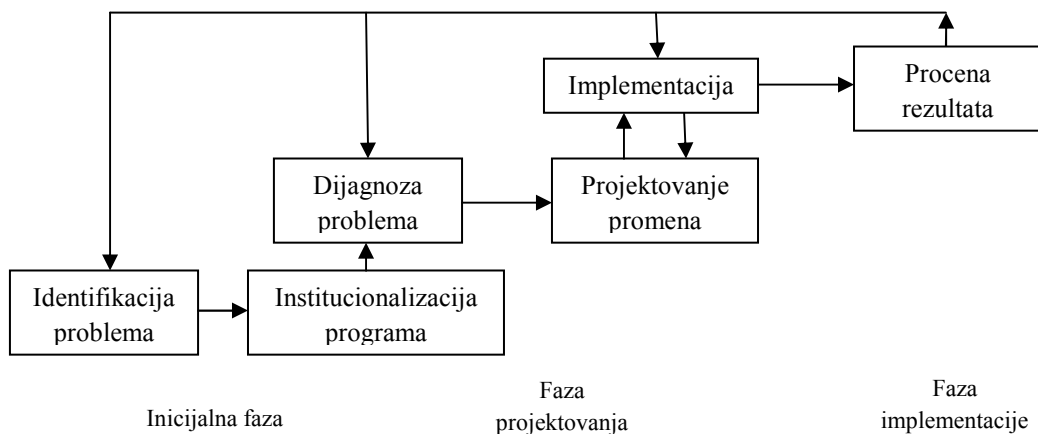 Implementacija
Procena
rezultata
Dijagnoza
problema
Projektovanje
promena
Identifikacija
problema
Institucionalizacija
programa
Inicijalna faza
Faza
projektovanja
Faza
implementacije